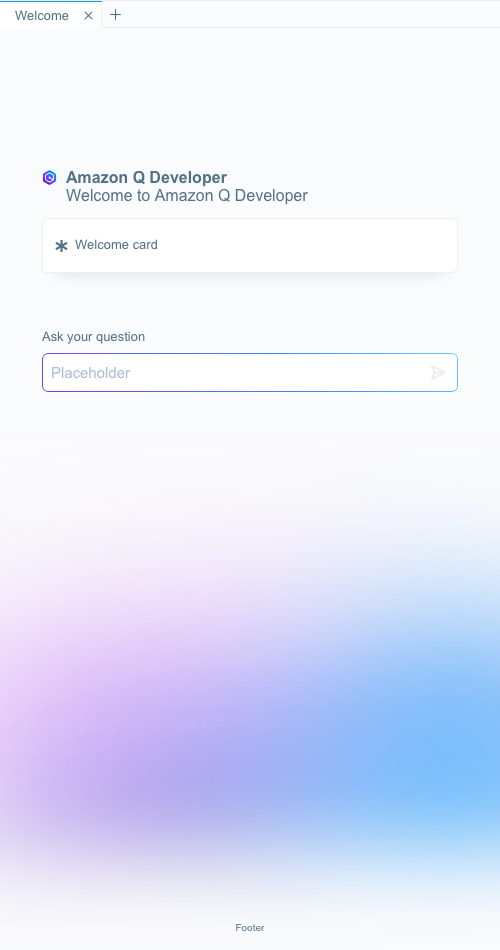 Welcome
Amazon Q Developer
Welcome to Amazon Q Developer
Welcome card
Ask your question
Placeholder
Footer